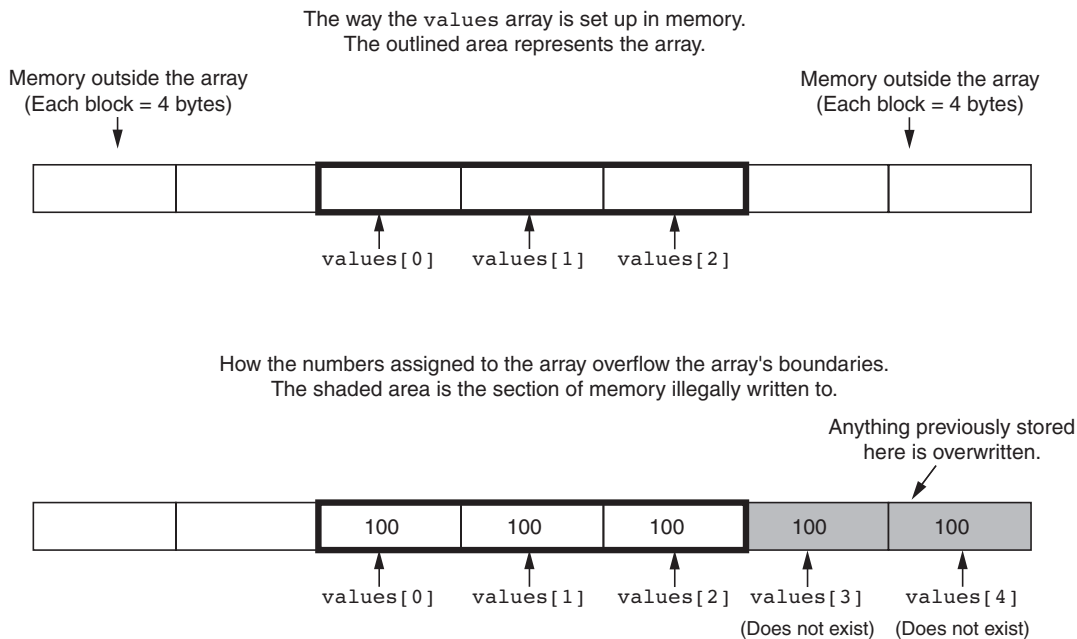 The way the values array is set up in memory.
The outlined area represents the array.
Memory outside the array
(Each block = 4 bytes)
Memory outside the array
(Each block = 4 bytes)
values[0]
values[1]
values[2]
How the numbers assigned to the array overflow the array's boundaries.
The shaded area is the section of memory illegally written to.
Anything previously stored
here is overwritten.
100
100
100
100
100
values[0]
values[1]
values[2]
values[3]
values[4]
(Does not exist)
(Does not exist)